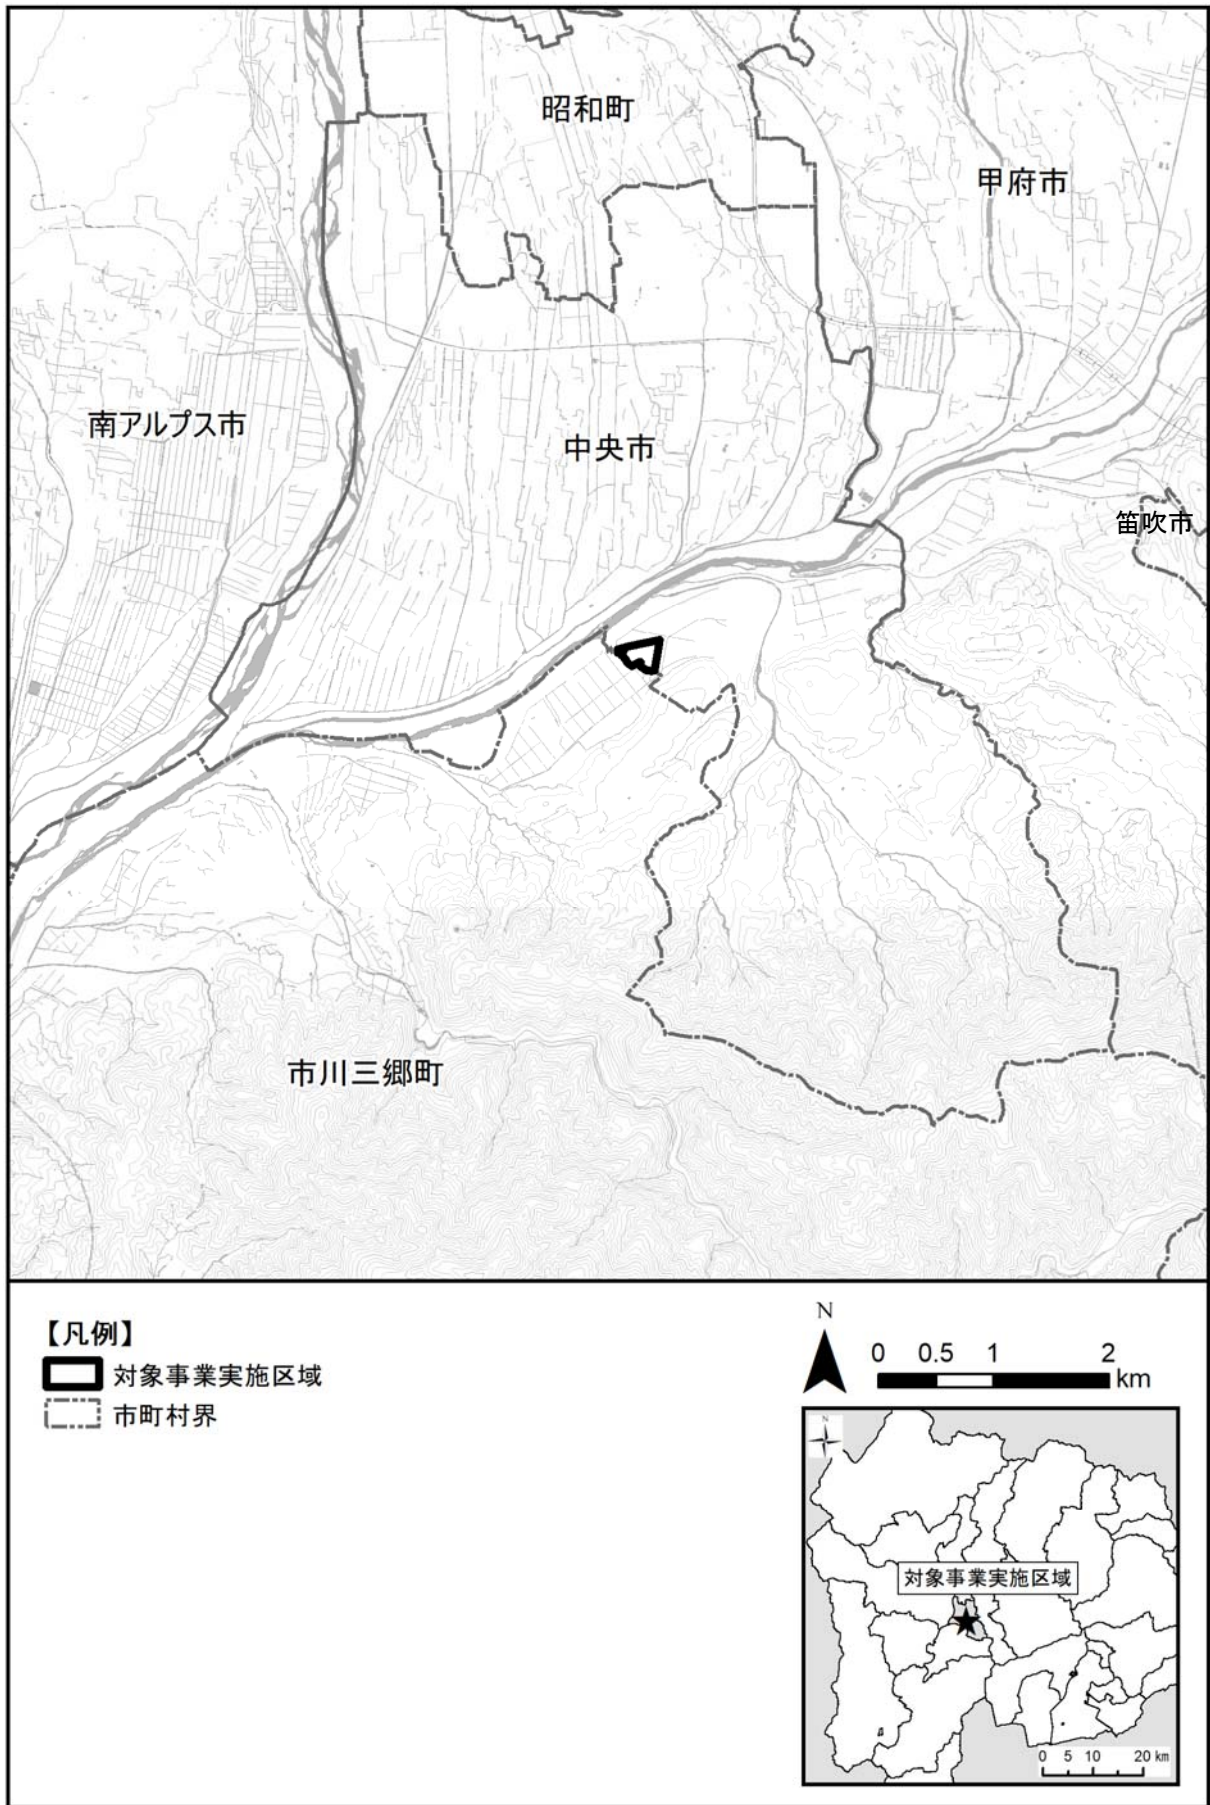 昭和町
甲府市
南アルプス市
中央市
笛吹市
市川三郷町
【凡例】
対象事業実施区域
市町村界
N
0 0.5 1 2
km
N
対象事業実施区域
0 5 10 20 km